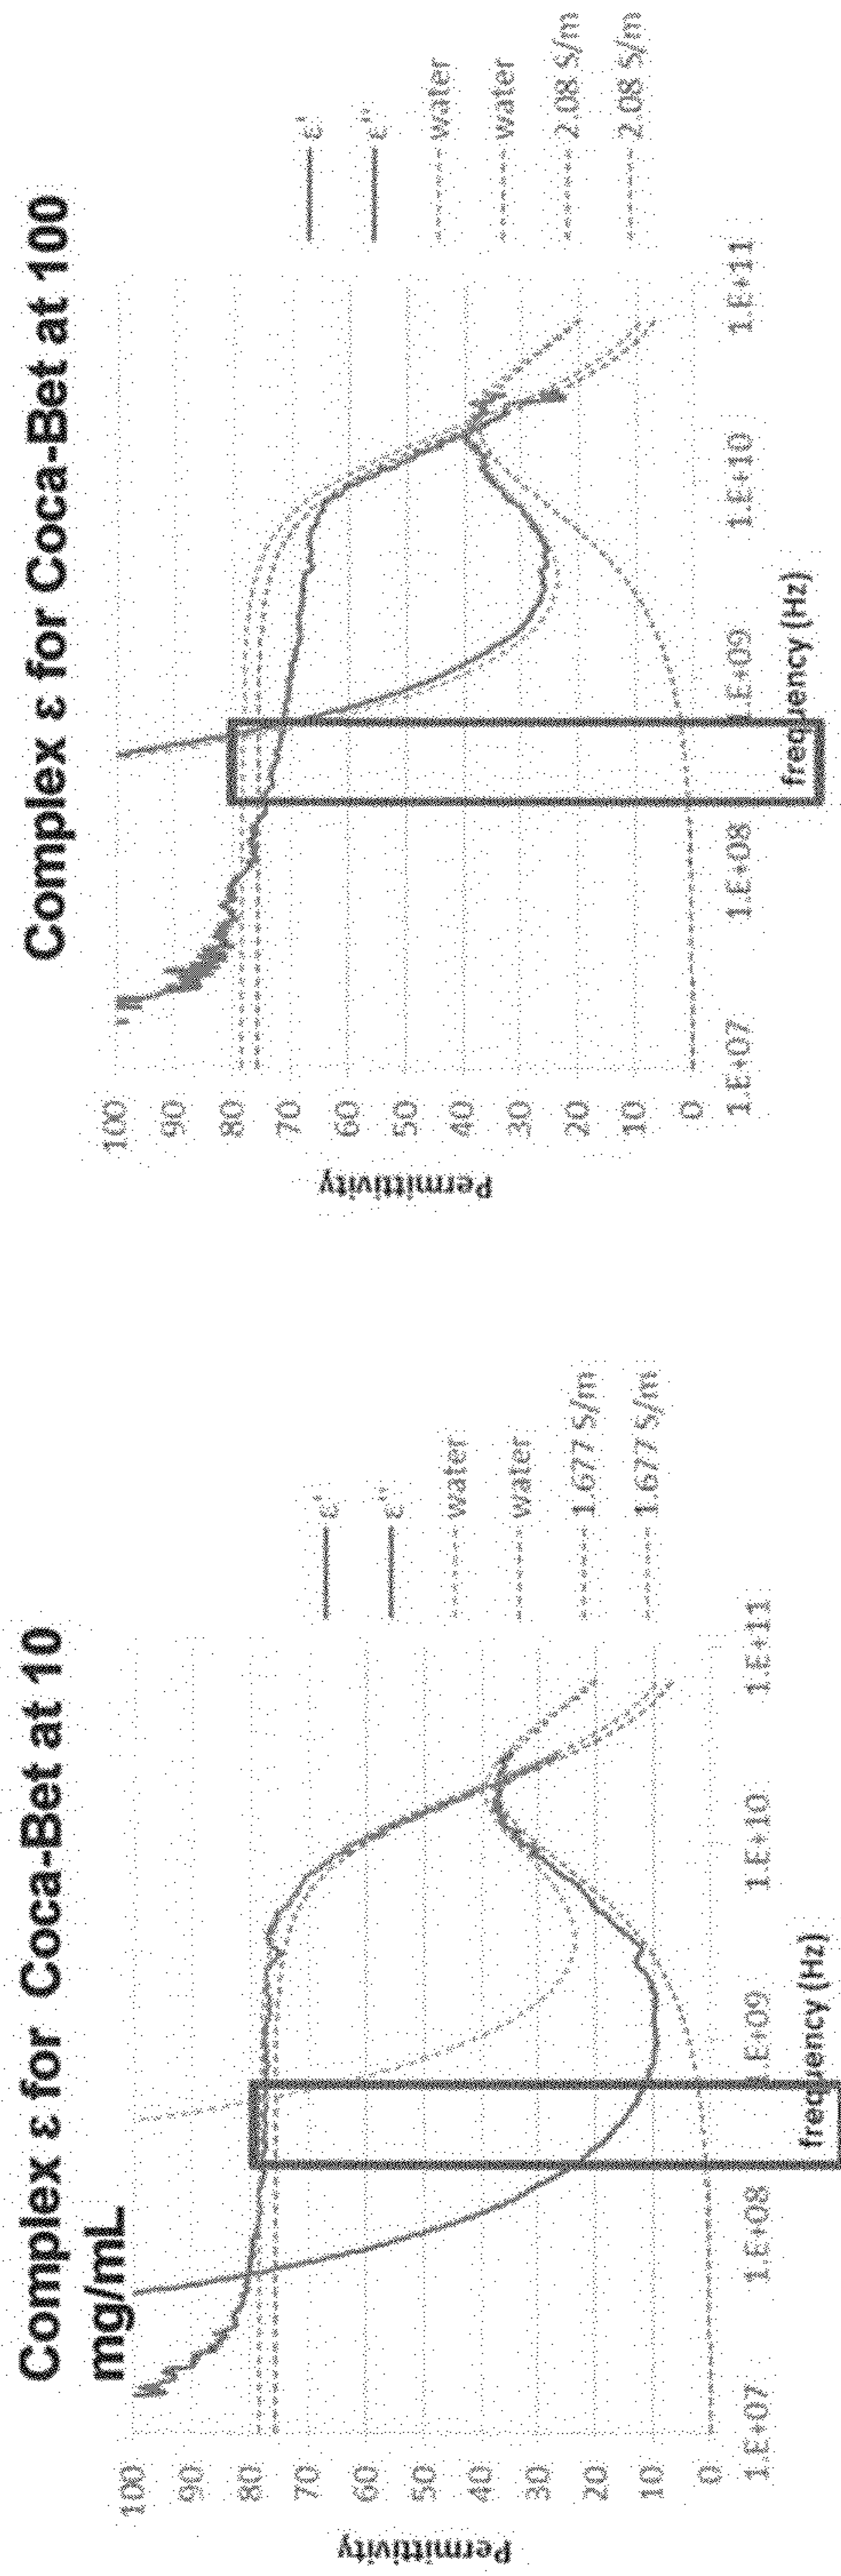 Complex ε for Coca-Bet at 10
mg/mL
100
90
80
70
60
50
40
30
20
10
0
Permittivity
1.E+07
1.E+08
1.E+09
1.E+10
1.E+11
frequency (Hz)
ε'
ε''
water
water
1.677 S/m
1.677 S/m
Complex ε for Coca-Bet at 100
100
90
80
70
60
50
40
30
20
10
0
Permittivity
1.E+07
1.E+08
1.E+09
1.E+10
1.E+11
frequency (Hz)
ε'
ε''
water
water
2.08 S/m
2.08 S/m